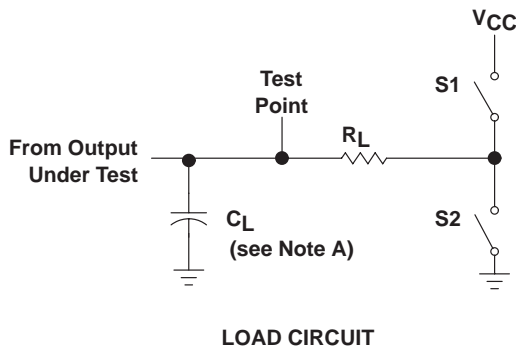 VCC
S1
Test
Point
RL
From Output
Under Test
S2
CL
(see Note A)
LOAD CIRCUIT